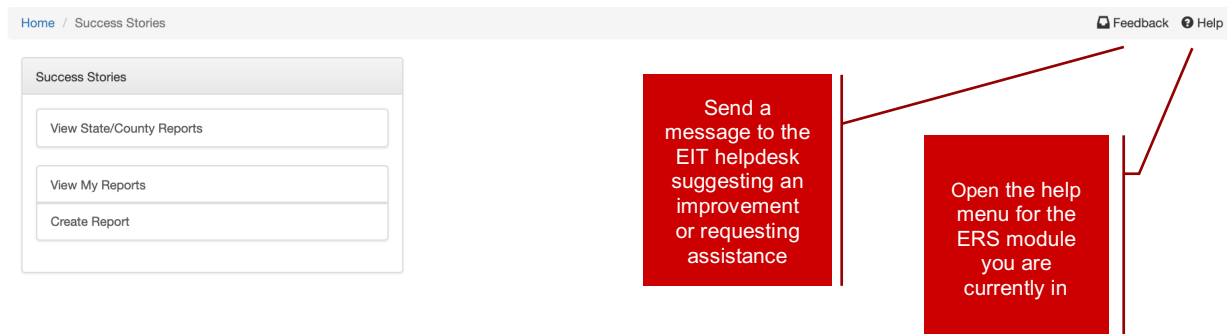 Home / Success Stories
Feedback Help
Success Stories
View State/County Reports
View My Reports
Create Report
Send a
message to the
EIT helpdesk
suggesting an
improvement
or requesting
assistance
Open the help
menu for the
ERS module
you are
currently in